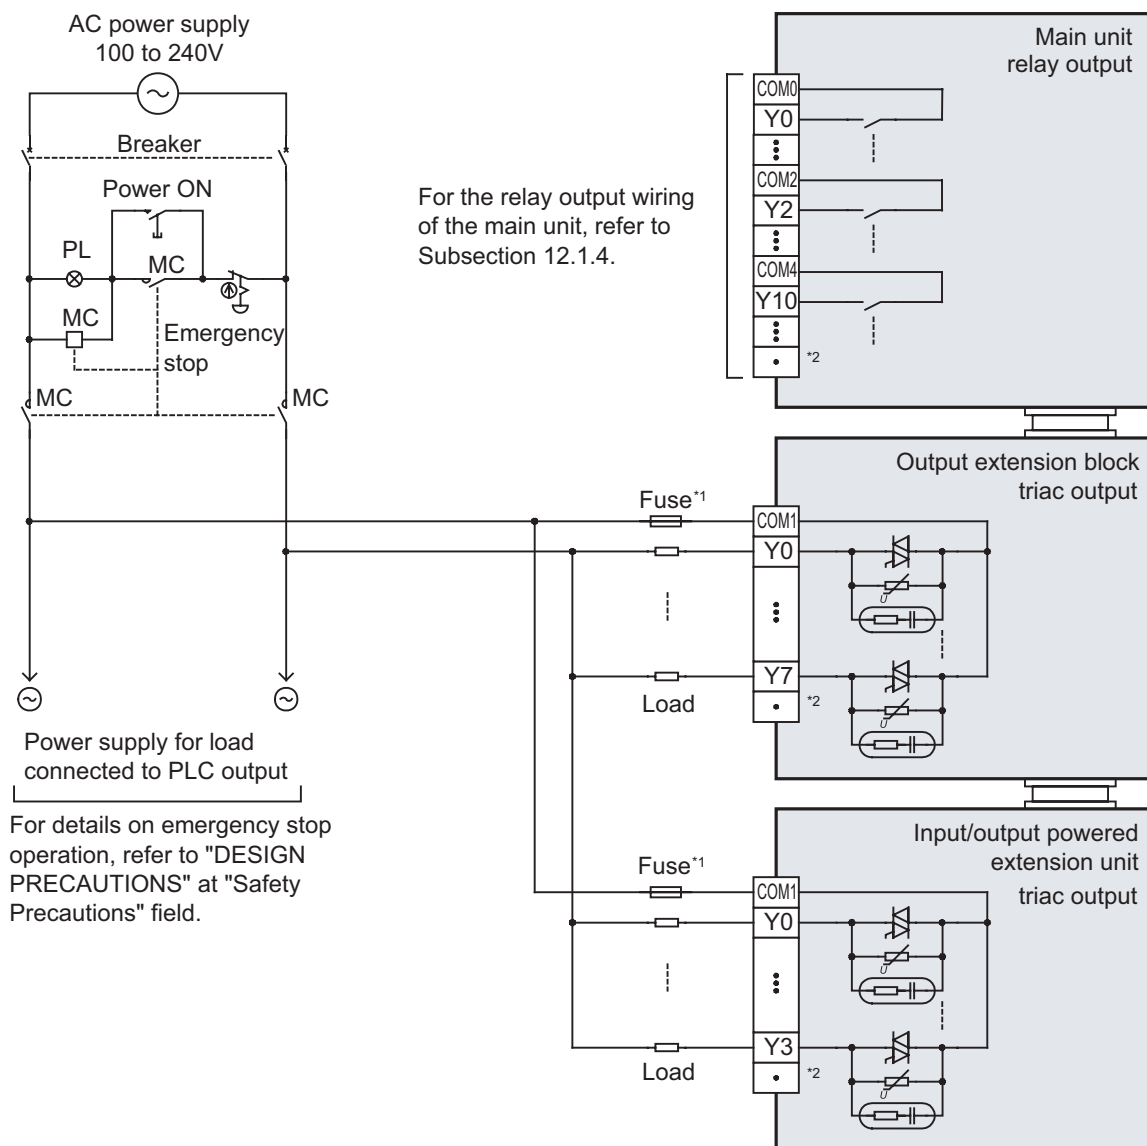 AC power supply
100 to 240V
Breaker
Power ON
PL
MC
MC
Emergency
stop
MC
MC
Power supply for load
connected to PLC output
For details on emergency stop
operation, refer to "DESIGN
PRECAUTIONS" at "Safety
Precautions" field.
For the relay output wiring
of the main unit, refer to
Subsection 12.1.4.
Main unit
relay output
COM0
Y0
COM2
Y2
COM4
Y10
*2
Output extension block
triac output
Fuse*1
COM1
Y0
U
Y7
Load
*2
U
Input/output powered
extension unit
triac output
Fuse*1
COM1
Y0
U
Y3
Load
*2
U